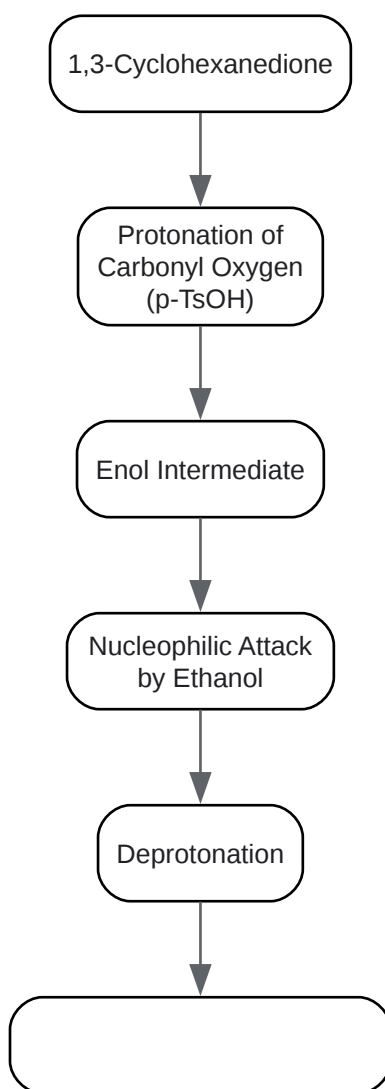 1,3-Cyclohexanedione
Protonation of
Carbonyl Oxygen
(p-TsOH)
Enol Intermediate
Nucleophilic Attack
by Ethanol
Deprotonation